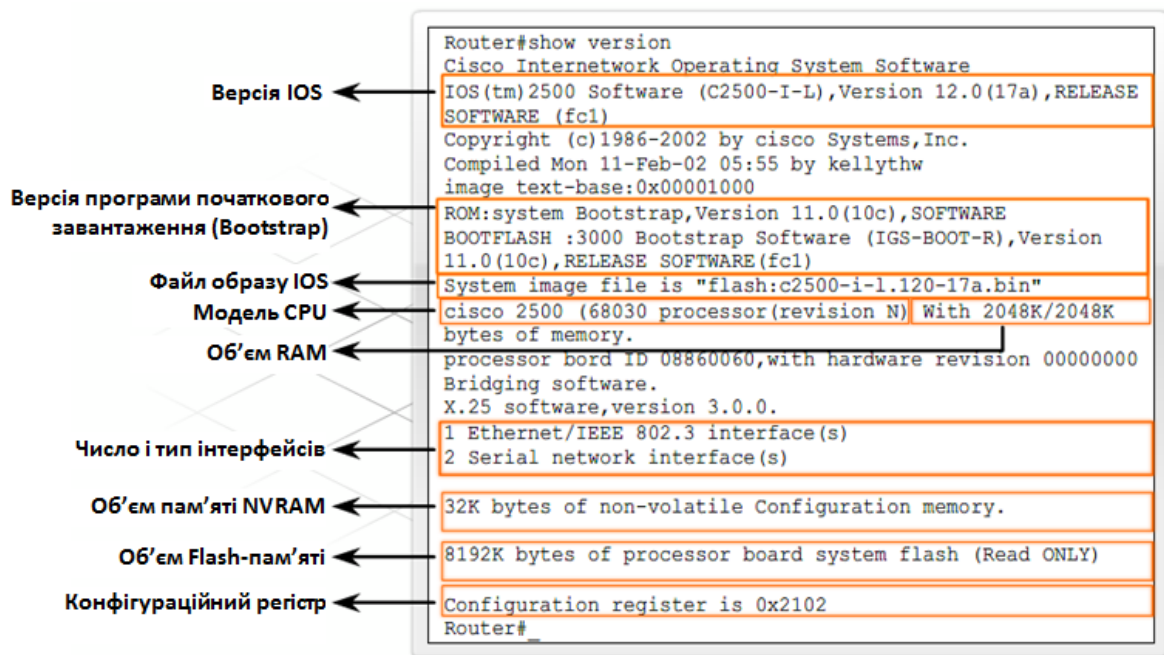 Router#show version
Cisco Internetwork Operating System Software
Версія IOS
IOS(tm)2500 Software (C2500-I-L),Version 12.0(17a),RELEASE
SOFTWARE (fc1)
Copyright (c)1986-2002 by cisco Systems,Inc.
Compiled Mon 11-Feb-02 05:55 by kellythw
image text-base:0x00001000
Версія програми початкового
завантаження (Bootstrap)
ROM:system Bootstrap,Version 11.0(10c),SOFTWARE
BOOTFLASH :3000 Bootstrap Software (IGS-BOOT-R),Version
11.0(10c),RELEASE SOFTWARE(fc1)
Файл образу IOS
System image file is "flash:c2500-i-l.120-17a.bin"
Модель CPU
cisco 2500 (68030 processor(revision N) With 2048K/2048K
bytes of memory.
Об’єм RAM
processor bord ID 08860060,with hardware revision 00000000
Bridging software.
X.25 software,version 3.0.0.
Число і тип інтерфейсів
1 Ethernet/IEEE 802.3 interface(s)
2 Serial network interface(s)
Об’єм пам’яті NVRAM
32K bytes of non-volatile Configuration memory.
Об’єм Flash-пам’яті
8192K bytes of processor board system flash (Read ONLY)
Конфігураційний регістр
Configuration register is 0x2102
Router#_